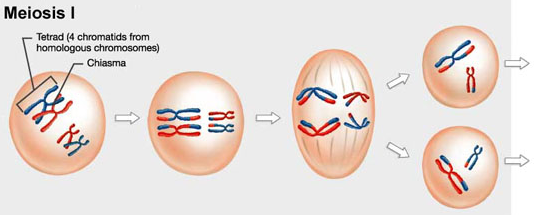 Meiosis I
Tetrad (4 chromatids from
homologous chromosomes)
Chiasma